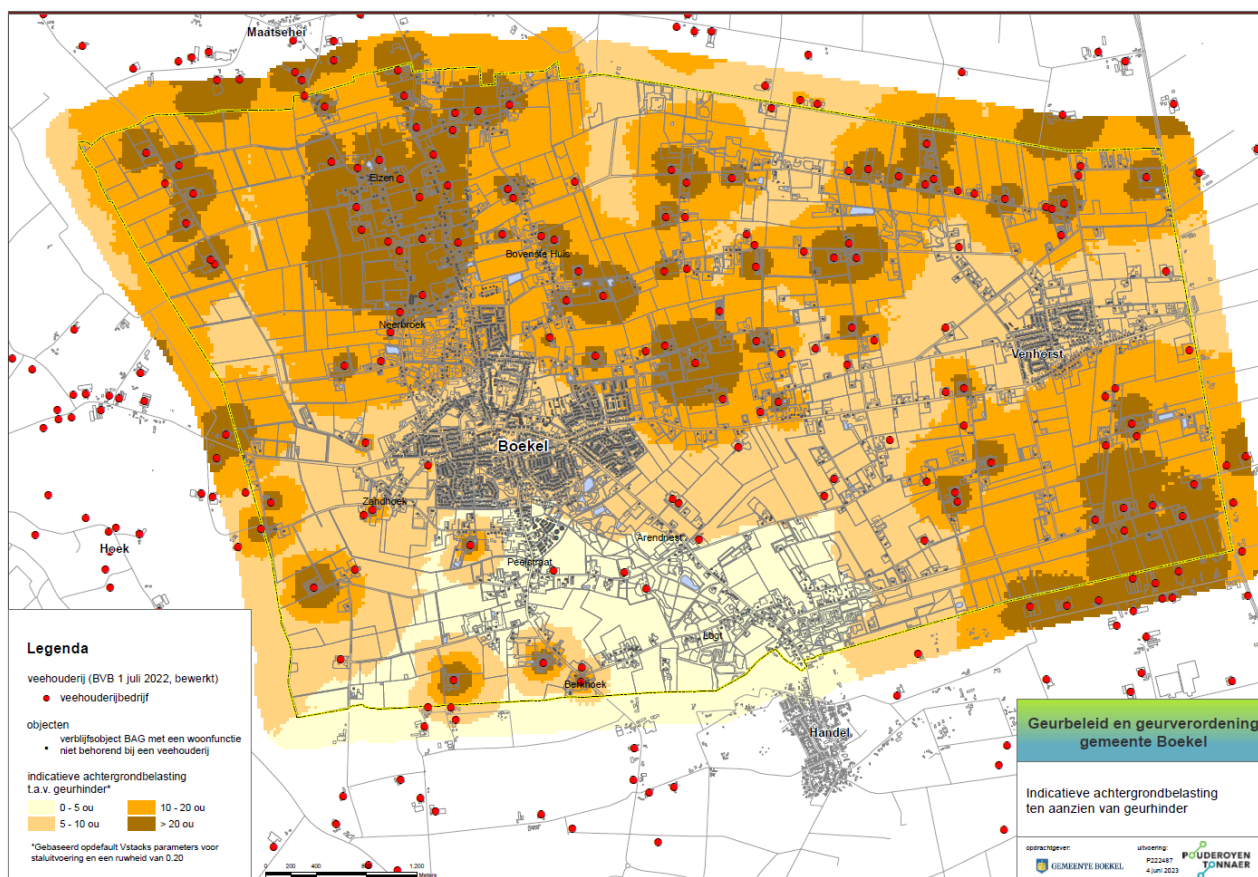 Maatsehei
Elzen
Bovenste Huis
Neerbroek
Venhorst
Boekel
Zandhoek
Arendnest
Hoek
Peelstraat
Logt
Berkhoek
Handel
Legenda
veehouderij (BVB 1 juli 2022, bewerkt)
veehouderijbedrijf
objecten
verblijfsobject BAG met een woonfunctie
niet behorend bij een veehouderij
indicatieve achtergrondbelasting
t.a.v. geurhinder*
0 - 5 ou
10 - 20 ou
5 - 10 ou
> 20 ou
*Gebaseerd opdefault Vstacks parameters voor
staluitvoering en een ruwheid van 0.20
0 200 400 800 1.200
Meters
Geurbeleid en geurverordening
gemeente Boekel
Indicatieve achtergrondbelasting
ten aanzien van geurhinder
opdrachtgever:
GEMEENTE BOEKEL
uitvoering:
P222487
4 juni 2023
POUDEROYEN
TONNAER